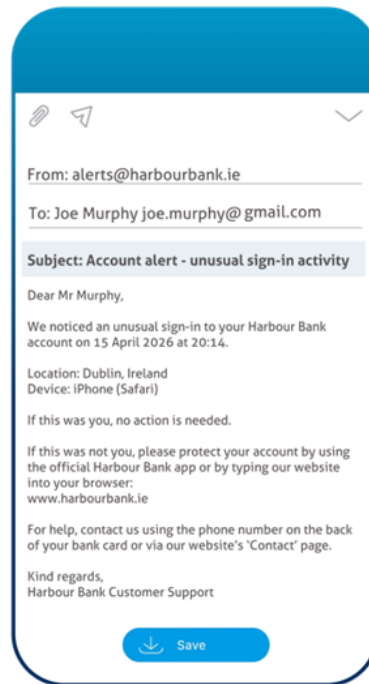 From: alerts@harbourbank.ie
To: Joe Murphy joe.murphy@ gmail.com
Subject: Account alert - unusual sign-in activity
Dear Mr Murphy,
We noticed an unusual sign-in to your Harbour Bank
account on 15 April 2026 at 20:14.
Location: Dublin, Ireland
Device: iPhone (Safari)
If this was you, no action is needed.
If this was not you, please protect your account by using
the official Harbour Bank app or by typing our website
into your browser:
www.harbourbank.ie
For help, contact us using the phone number on the back
of your bank card or via our website's ‘Contact’ page.
Kind regards,
Harbour Bank Customer Support
Save